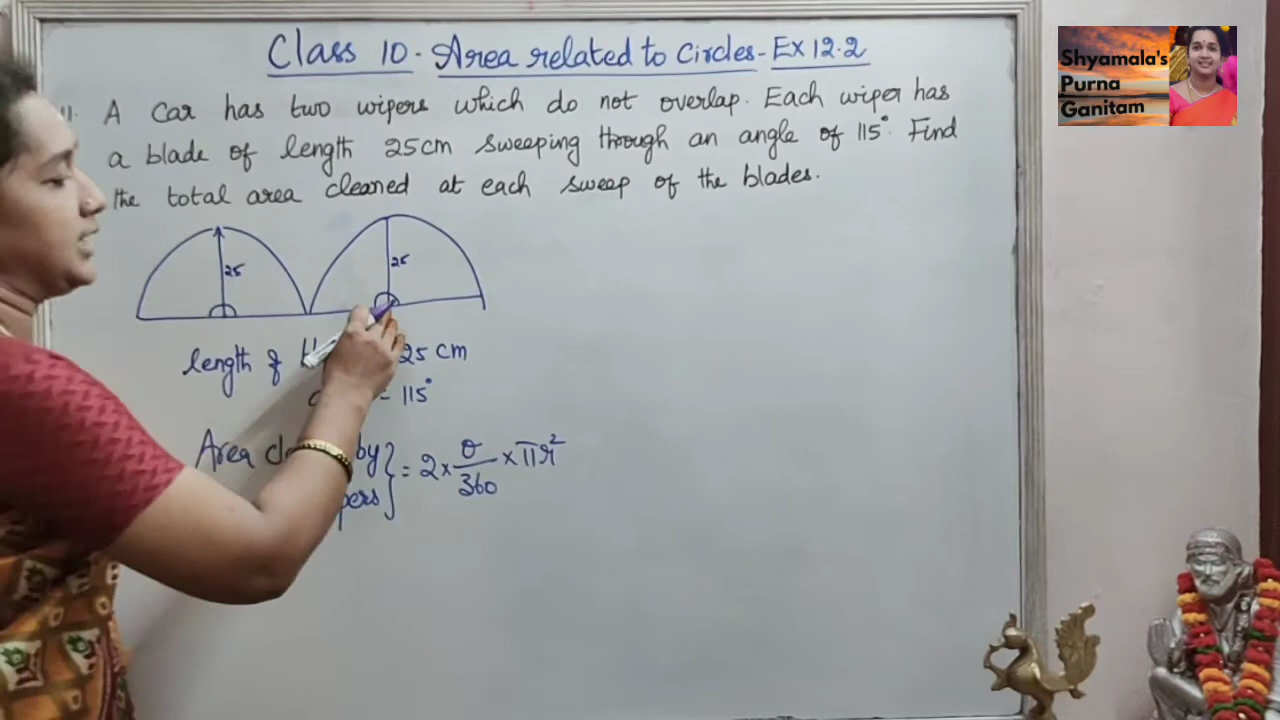 Class 10 - Area related to Circles - Ex 12.2
Shyamala's
Purna
Ganitam
11. A car has two wipers which do not overlap. Each wiper has
a blade of length 25cm sweeping through an angle of 115°. Find
the total area cleaned at each sweep of the blades.
25
25
length of 25 cm
= 115°
Area by
= 2 × θ/360 × πr²